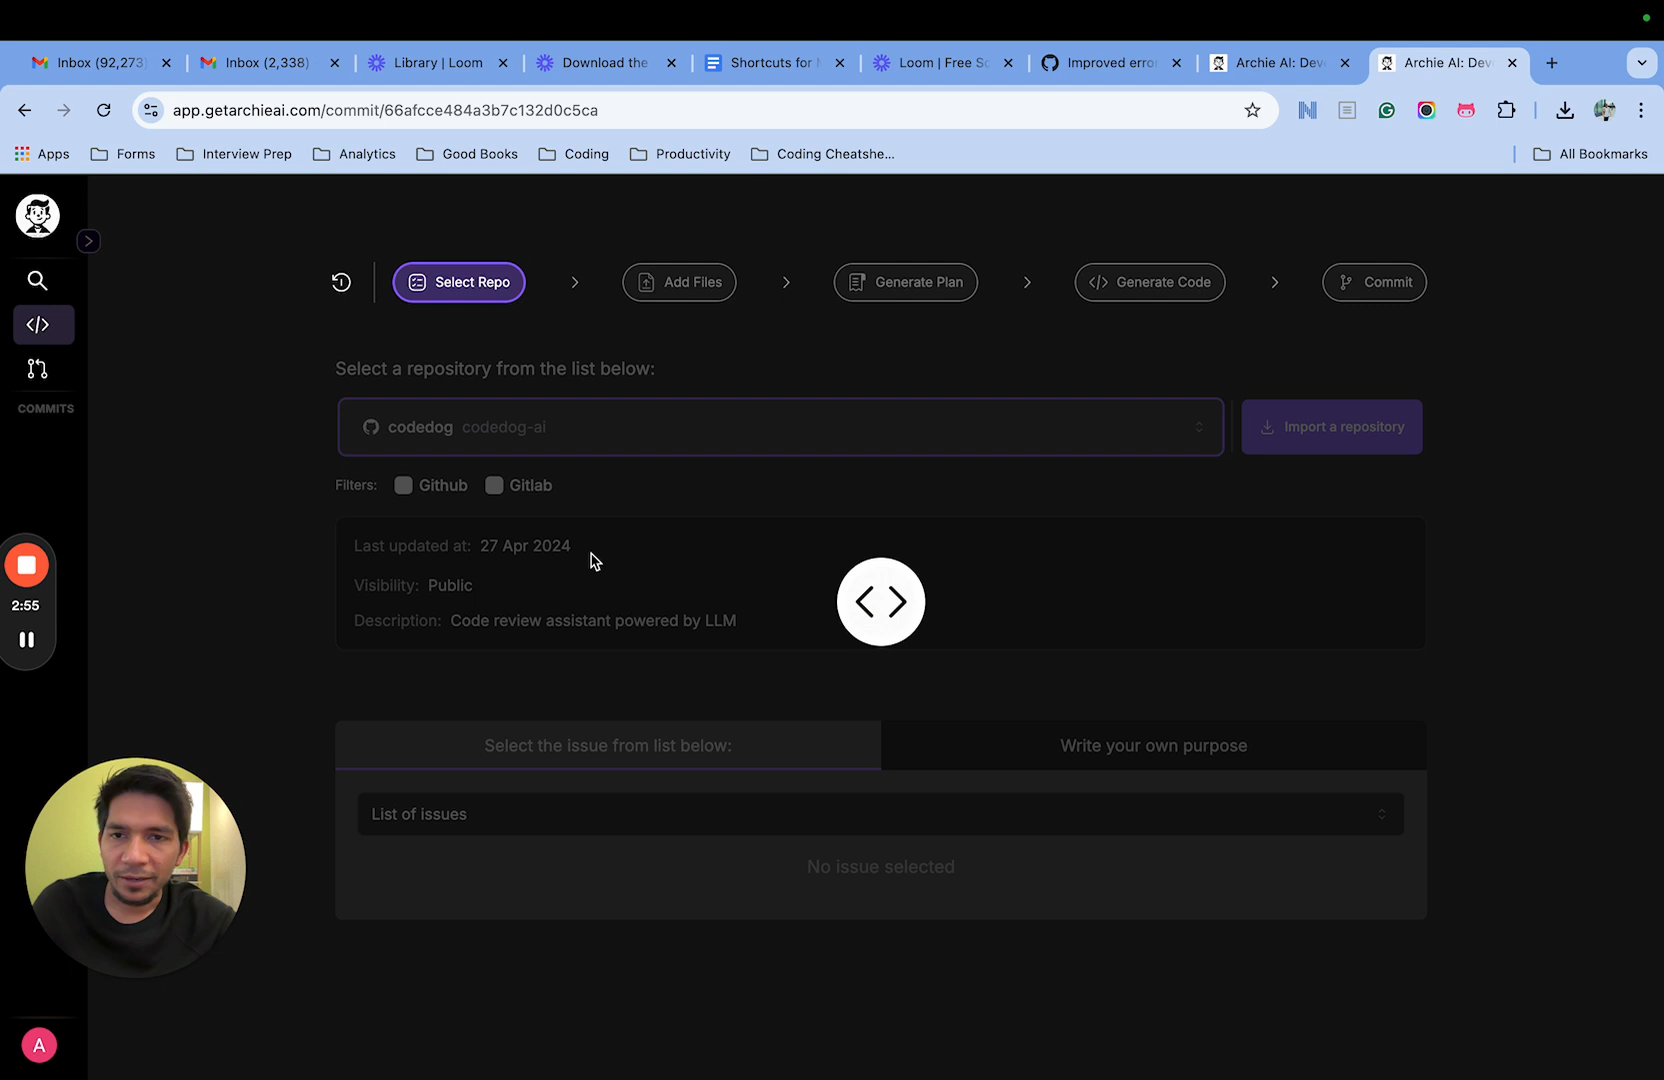 Inbox (92,273)
Inbox (2,338)
Library | Loom
Download the
Shortcuts for
Loom | Free Sc
Improved erro
Archie AI: Dev
Archie AI: Dev
app.getarchieai.com/commit/66afcce484a3b7c132d0c5ca
Apps
Forms
Interview Prep
Analytics
Good Books
Coding
Productivity
Coding Cheatshe...
All Bookmarks
Select Repo
Add Files
Generate Plan
Generate Code
Commit
COMMITS
Select a repository from the list below:
codedog codedog-ai
Import a repository
Filters: Github Gitlab
Last updated at: 27 Apr 2024
Visibility: Public
Description: Code review assistant powered by LLM
2:55
Select the issue from list below:
Write your own purpose
List of issues
No issue selected
A